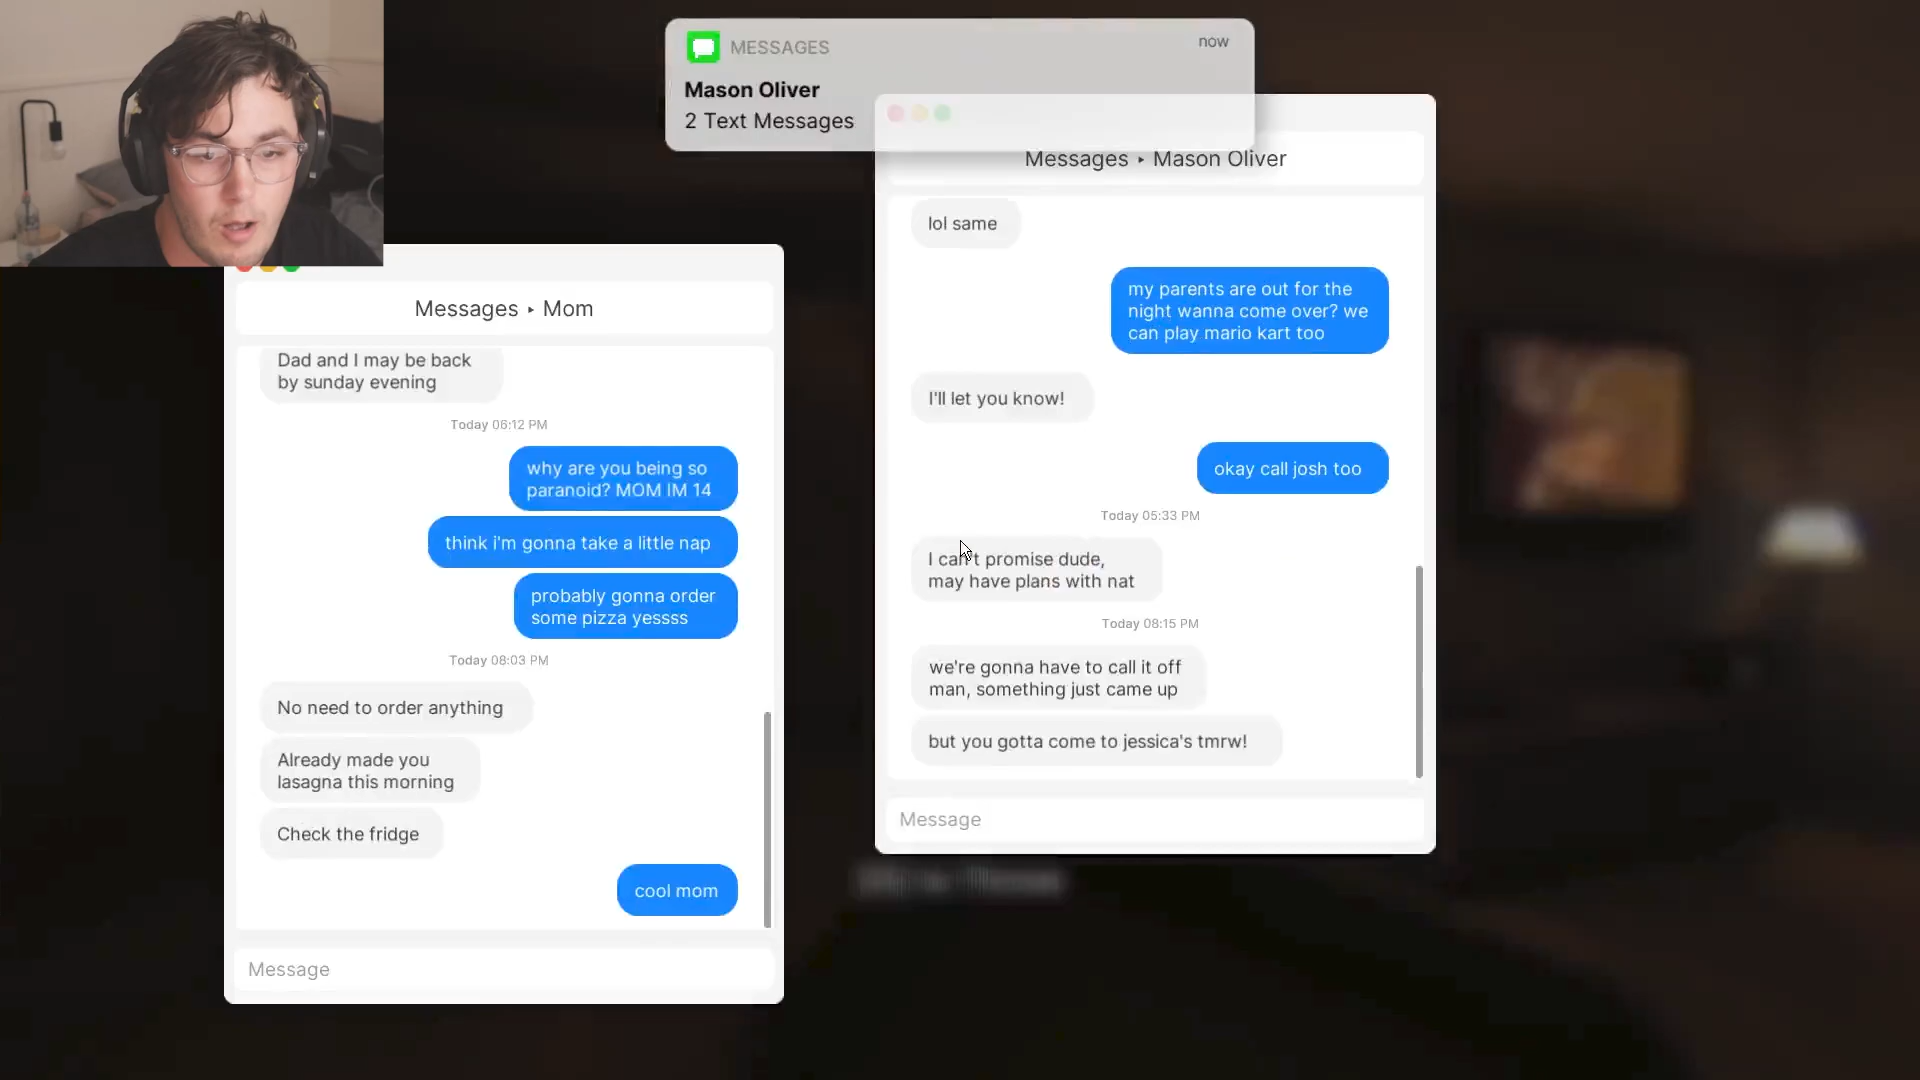 MESSAGES
now
Mason Oliver
2 Text Messages
Messages ‣ Mom
Dad and I may be back
by sunday evening
Today 06:12 PM
why are you being so
paranoid? MOM IM 14
think i'm gonna take a little nap
probably gonna order
some pizza yessss
Today 08:03 PM
No need to order anything
Already made you
lasagna this morning
Check the fridge
cool mom
Message
Messages ‣ Mason Oliver
lol same
my parents are out for the
night wanna come over? we
can play mario kart too
I'll let you know!
okay call josh too
Today 05:33 PM
I can't promise dude,
may have plans with nat
Today 08:15 PM
we're gonna have to call it off
man, something just came up
but you gotta come to jessica's tmrw!
Message